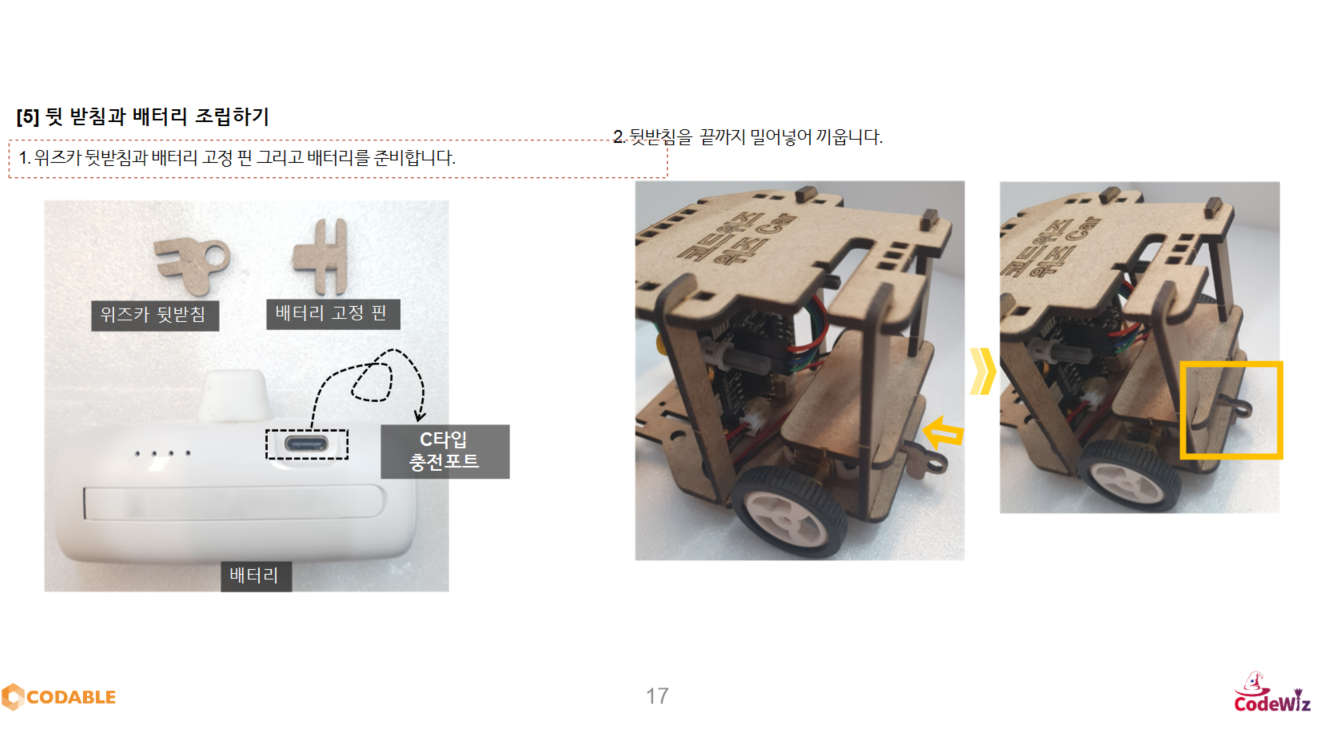 [5] 뒷 받침과 배터리 조립하기
1. 위즈카 뒷받침과 배터리 고정 핀 그리고 배터리를 준비합니다.
위즈카 뒷받침
배터리 고정 핀
C타입
충전포트
배터리
2. 뒷받침을 끝까지 밀어넣어 끼웁니다.
코드위즈
위즈 Car
코드위즈
위즈 Car
CODABLE
17
CodeWiz